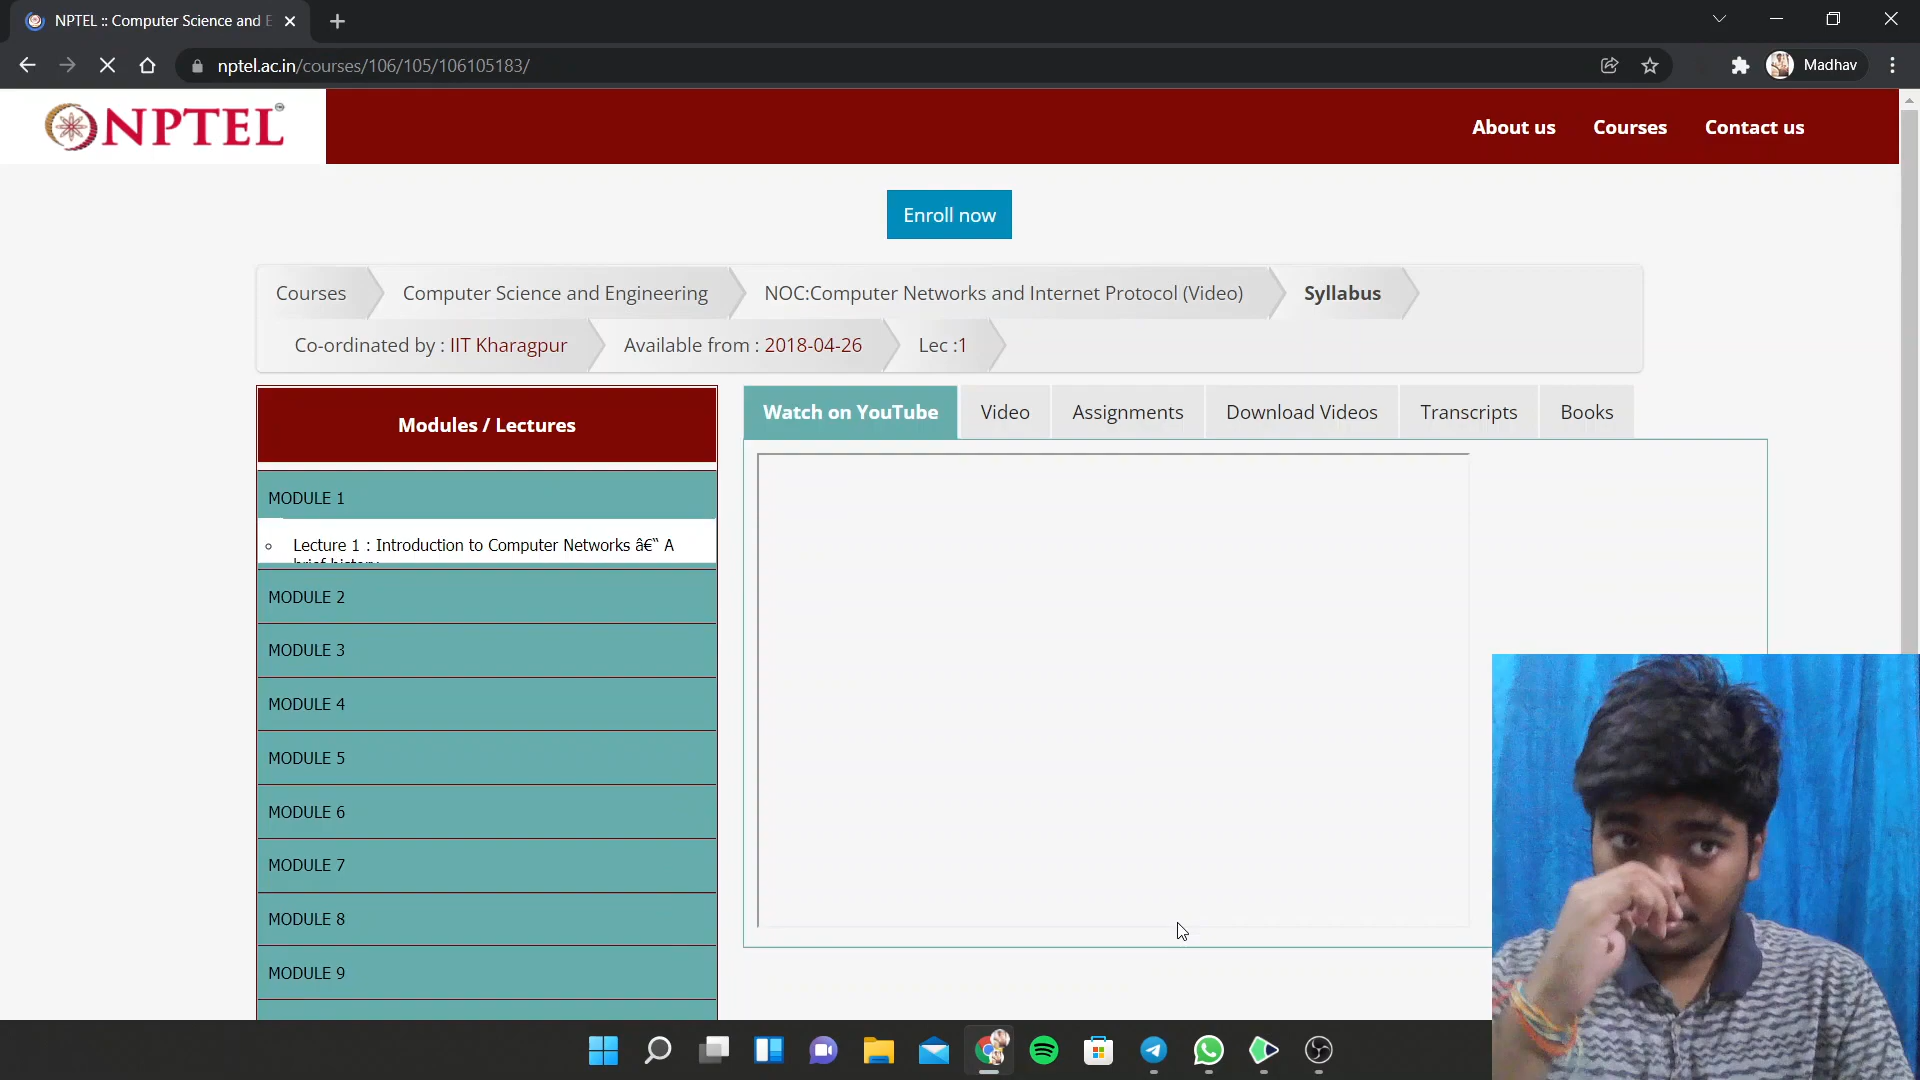 NPTEL :: Computer Science and E
nptel.ac.in/courses/106/105/106105183/
Madhav
NPTEL
About us
Courses
Contact us
Enroll now
Courses
Computer Science and Engineering
NOC:Computer Networks and Internet Protocol (Video)
Syllabus
Co-ordinated by : IIT Kharagpur
Available from : 2018-04-26
Lec :1
Modules / Lectures
MODULE 1
Lecture 1 : Introduction to Computer Networks â€“ A
brief history
MODULE 2
MODULE 3
MODULE 4
MODULE 5
MODULE 6
MODULE 7
MODULE 8
MODULE 9
Watch on YouTube
Video
Assignments
Download Videos
Transcripts
Books